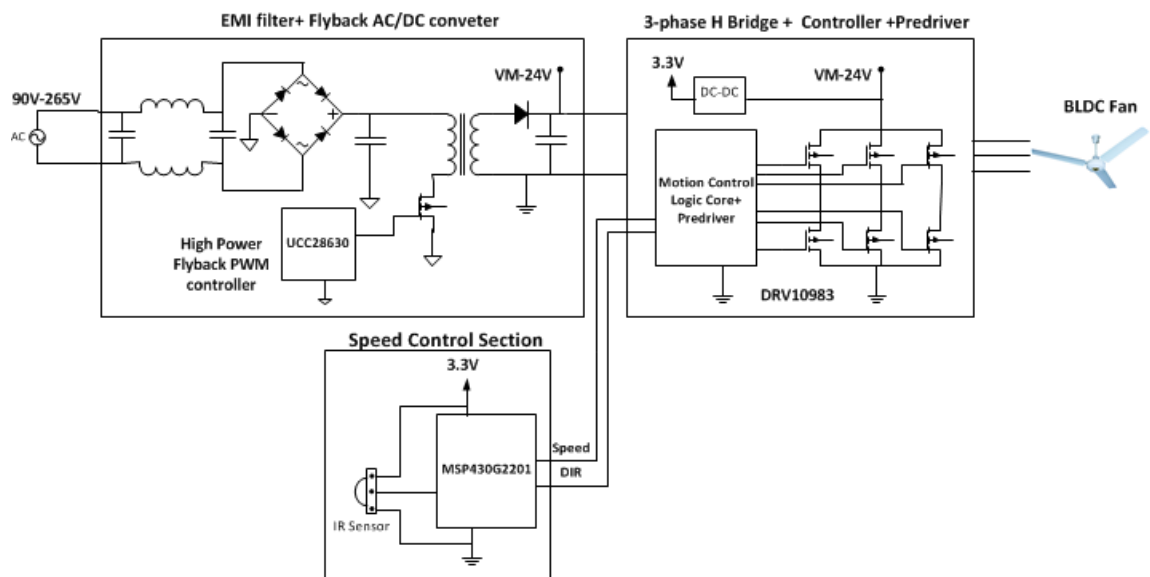 EMI filter+ Flyback AC/DC conveter
3-phase H Bridge + Controller +Predriver
90V-265V
AC
VM-24V
3.3V
DC-DC
VM-24V
BLDC Fan
Motion Control
Logic Core+
Predriver
UCC28630
High Power
Flyback PWM
controller
DRV10983
Speed Control Section
3.3V
MSP430G2201
Speed
DIR
IR Sensor